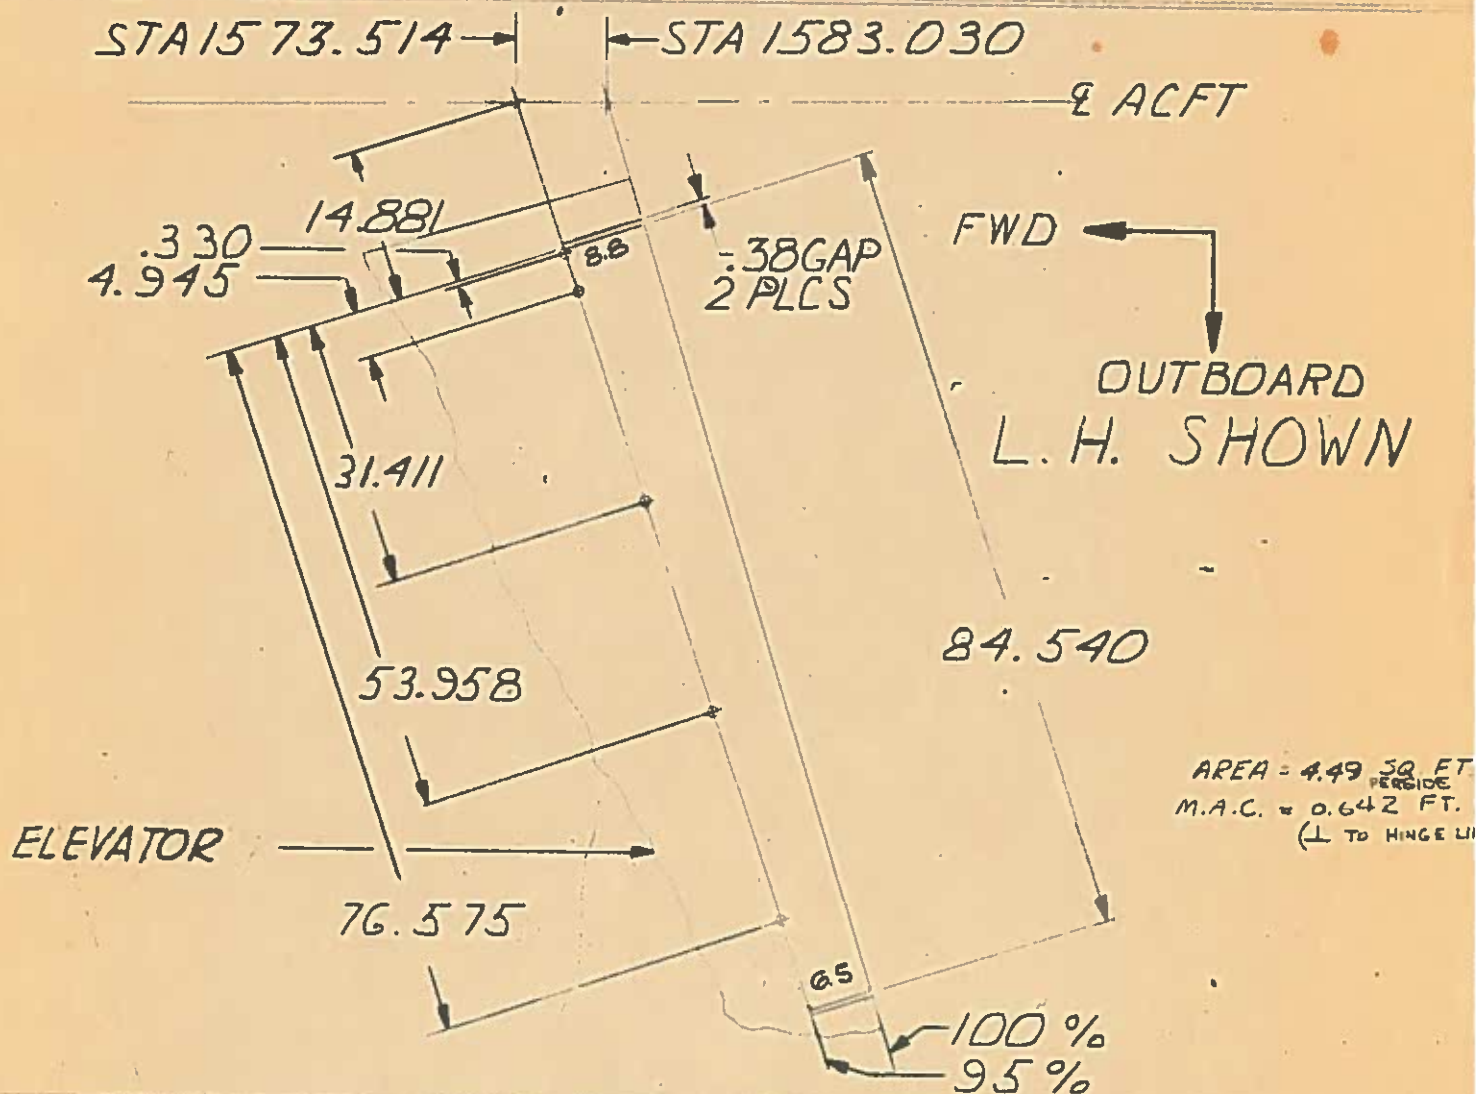 STA 1573.514
STA 1583.030
℄ ACFT
14.881
.330
4.945
8.8
.38 GAP
2 PLCS
FWD
OUTBOARD
L.H. SHOWN
31.411
84.540
53.958
AREA = 4.49 SQ. FT.
PER SIDE
M.A.C. = 0.642 FT.
(⊥ TO HINGE
ELEVATOR
76.575
6.5
100 %
95 %